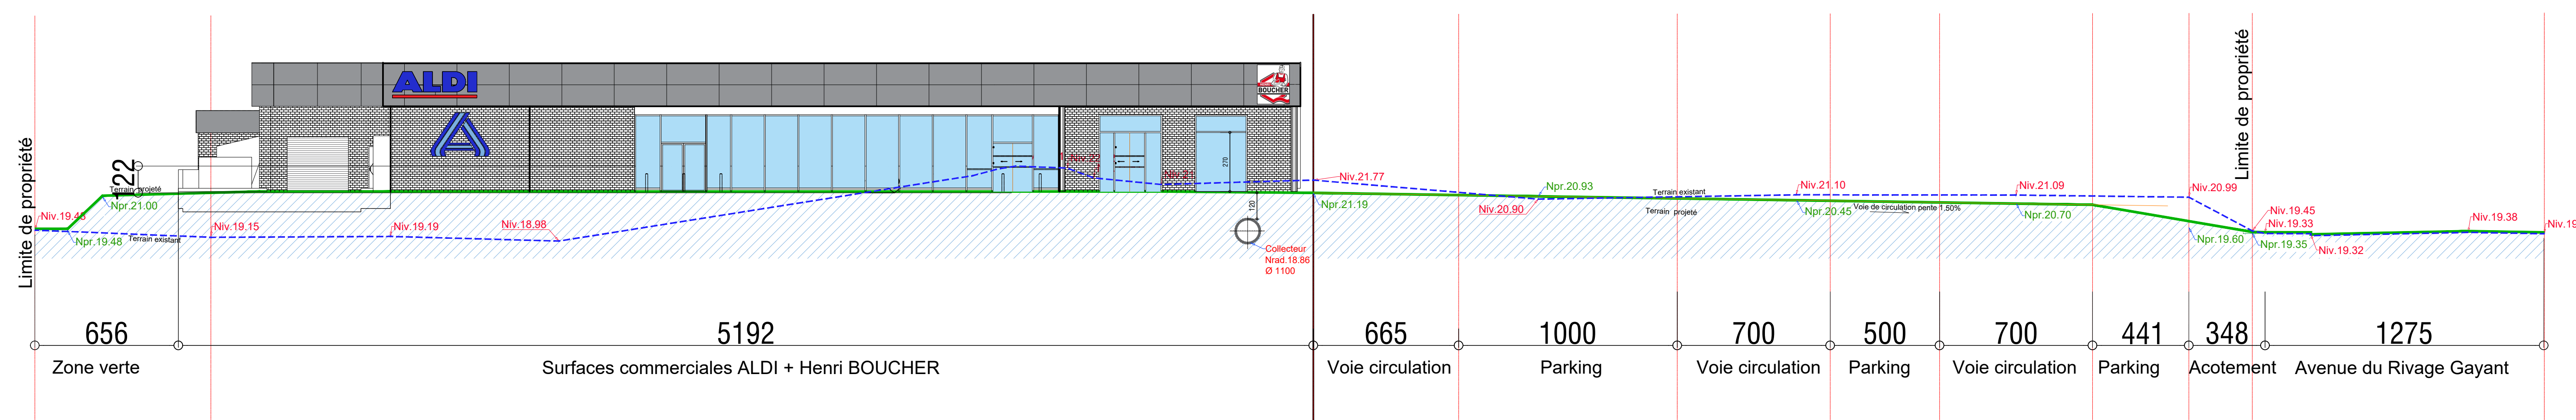 Limite de propriété
Limite de propriété
ALDI
BOUCHER
122
Terrain projeté
Npr.21.00
Npr.19.48
Terrain existant
Niv.19.15
Niv.19.19
Niv.18.98
Niv.21
270
120
Collecteur
Nrad.18.86
Ø 1100
Niv.21.77
Npr.21.19
Niv.20.90
Npr.20.93
Terrain existant
Terrain projeté
Niv.21.10
Npr.20.45
Voie de circulation pente 1,50%
Niv.21.09
Npr.20.70
Niv.20.99
Npr.19.60
Niv.19.45
Niv.19.33
Npr.19.35
Niv.19.32
Niv.19.38
Niv.19
656 5192 665 1000 700 500 700 441 348 1275
Zone verte Surfaces commerciales ALDI + Henri BOUCHER Voie circulation Parking Voie circulation Parking Voie circulation Parking Acotement Avenue du Rivage Gayant